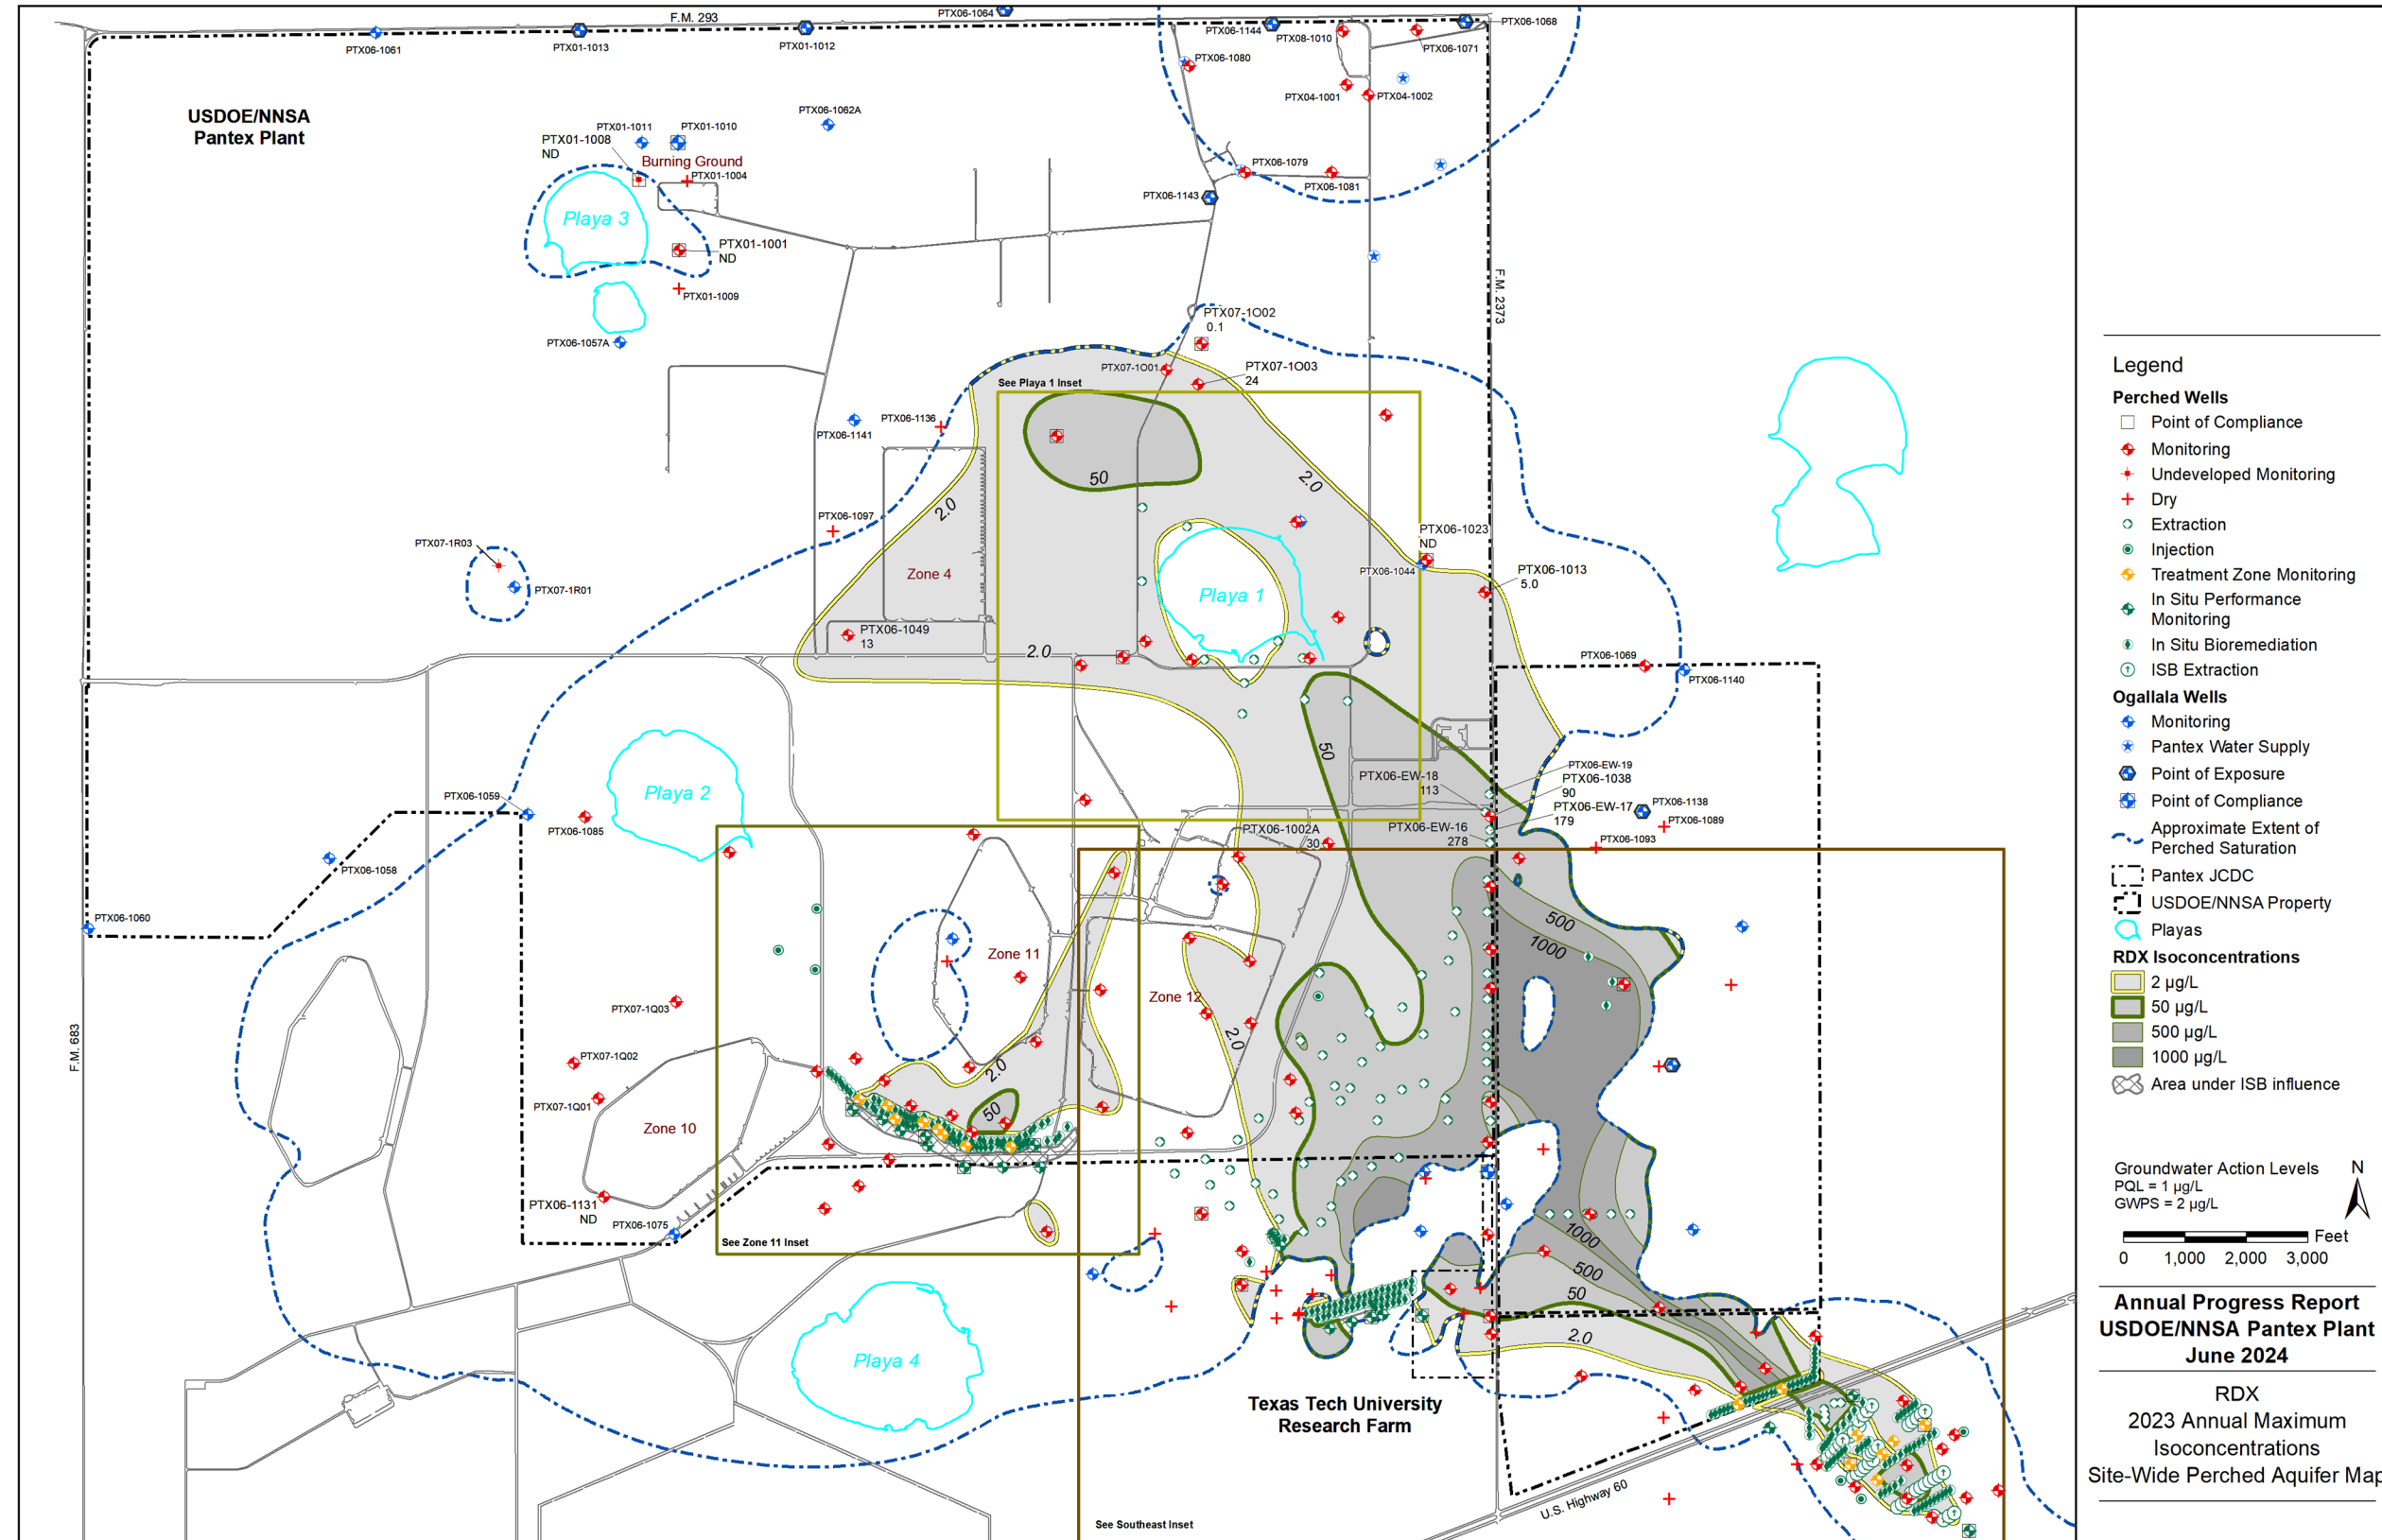 F.M. 293
PTX06-1064
PTX06-1061
PTX01-1013
PTX01-1012
PTX06-1144
PTX08-1010
PTX06-1068
PTX06-1071
PTX06-1080
PTX04-1001
PTX04-1002
USDOE/NNSA
Pantex Plant
PTX06-1062A
PTX01-1011
PTX01-1010
PTX01-1008
ND
Burning Ground
PTX01-1004
Playa 3
PTX01-1001
ND
PTX01-1009
PTX06-1057A
PTX06-1079
PTX06-1081
PTX06-1143
F.M. 2373
PTX07-1O02
0.1
PTX07-1O01
PTX07-1O03
24
See Playa 1 Inset
PTX06-1136
PTX06-1141
50
2.0
2.0
PTX06-1097
PTX07-1R03
PTX07-1R01
Zone 4
PTX06-1023
ND
PTX06-1044
PTX06-1013
5.0
Playa 1
PTX06-1049
13
2.0
PTX06-1069
PTX06-1140
50
Playa 2
PTX06-1059
PTX06-1085
PTX06-1058
PTX06-1060
PTX06-EW-19
PTX06-EW-18
113
PTX06-1038
90
PTX06-EW-17
179
PTX06-1138
PTX06-1089
PTX06-1093
PTX06-EW-16
278
PTX06-1002A
30
500
1000
Zone 11
Zone 12
PTX07-1Q03
F.M. 683
PTX07-1Q02
PTX07-1Q01
2.0
2.0
50
Zone 10
PTX06-1131
ND
PTX06-1075
See Zone 11 Inset
1000
500
50
2.0
Playa 4
Texas Tech University
Research Farm
U.S. Highway 60
See Southeast Inset
Legend
Perched Wells
Point of Compliance
Monitoring
Undeveloped Monitoring
Dry
Extraction
Injection
Treatment Zone Monitoring
In Situ Performance
Monitoring
In Situ Bioremediation
ISB Extraction
Ogallala Wells
Monitoring
Pantex Water Supply
Point of Exposure
Point of Compliance
Approximate Extent of
Perched Saturation
Pantex JCDC
USDOE/NNSA Property
Playas
RDX Isoconcentrations
2 µg/L
50 µg/L
500 µg/L
1000 µg/L
Area under ISB influence
Groundwater Action Levels
PQL = 1 µg/L
GWPS = 2 µg/L
N
Feet
0 1,000 2,000 3,000
Annual Progress Report
USDOE/NNSA Pantex Plant
June 2024
RDX
2023 Annual Maximum
Isoconcentrations
Site-Wide Perched Aquifer Map